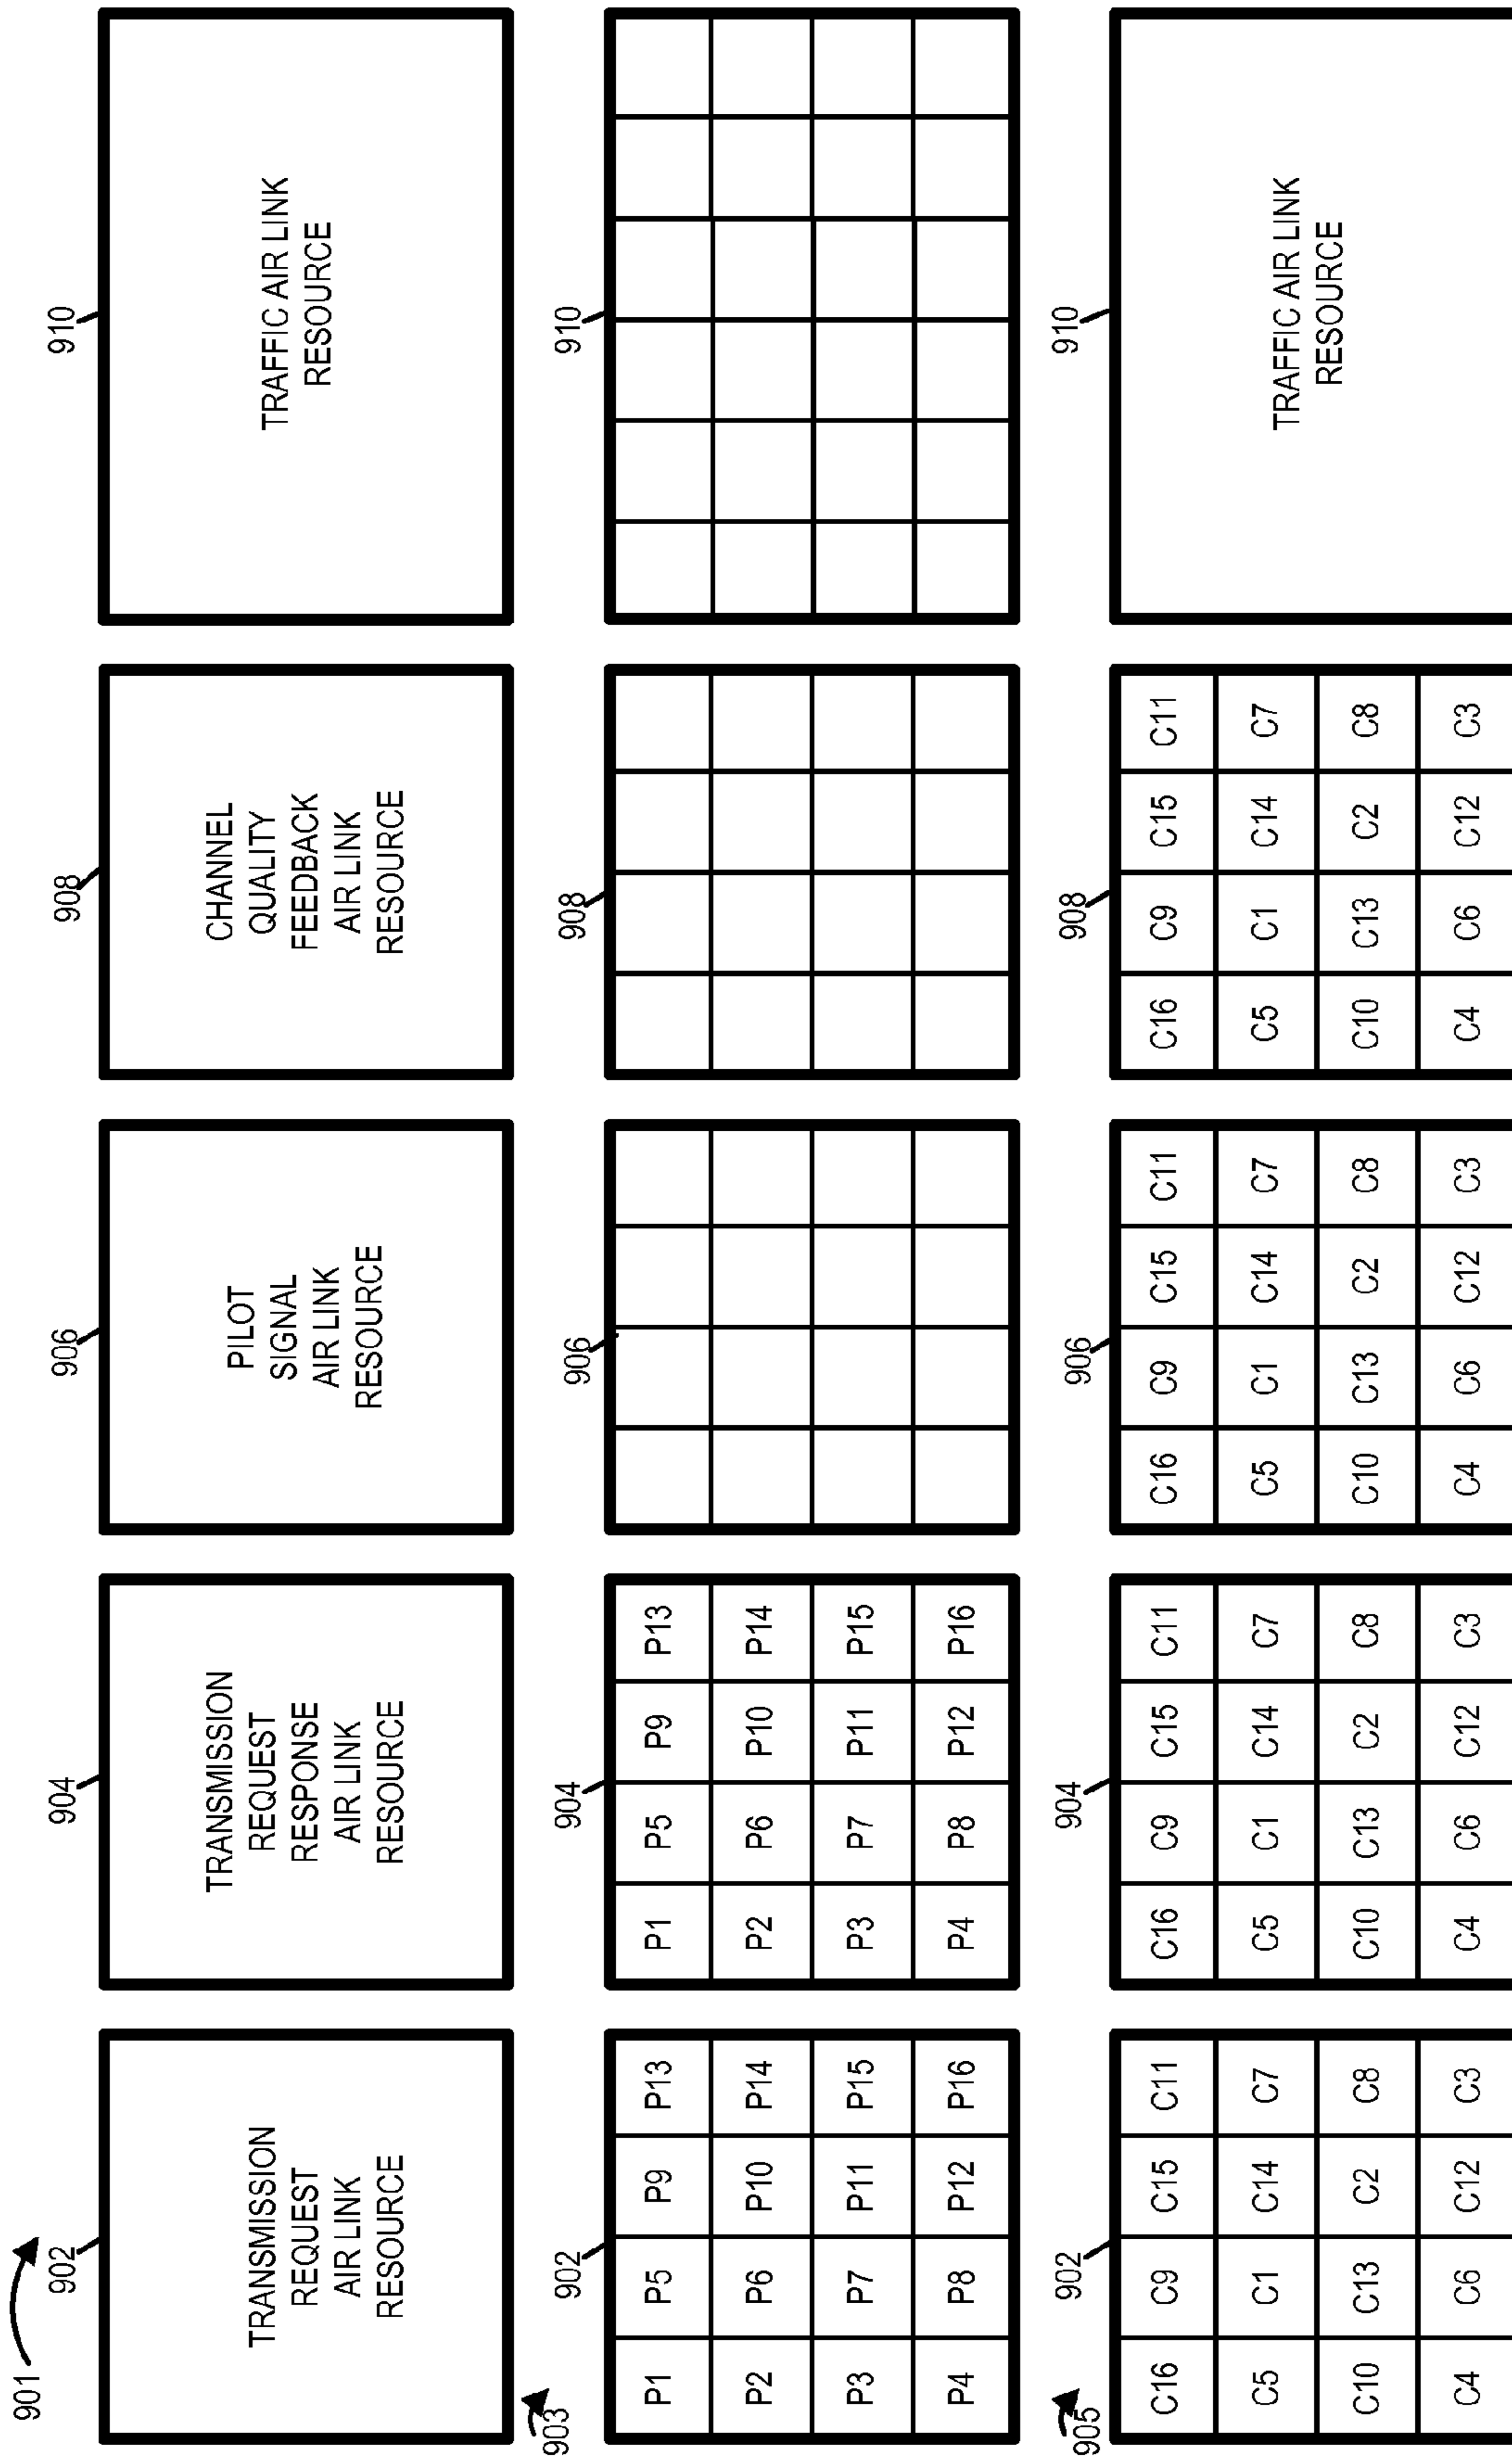 901
902 904 906 908 910
TRANSMISSION
REQUEST
AIR LINK
RESOURCE
TRANSMISSION
REQUEST
RESPONSE
AIR LINK
RESOURCE
PILOT
SIGNAL
AIR LINK
RESOURCE
CHANNEL
QUALITY
FEEDBACK
AIR LINK
RESOURCE
TRAFFIC AIR LINK
RESOURCE
903
902 904 906 908 910
P1 P5 P9 P13 P1 P5 P9 P13
P2 P6 P10 P14 P2 P6 P10 P14
P3 P7 P11 P15 P3 P7 P11 P15
P4 P8 P12 P16 P4 P8 P12 P16
905
902 904 906 908 910
C16 C9 C15 C11 C16 C9 C15 C11 C16 C9 C15 C11 C16 C9 C15 C11
C5 C1 C14 C7 C5 C1 C14 C7 C5 C1 C14 C7 C5 C1 C14 C7
C10 C13 C2 C8 C10 C13 C2 C8 C10 C13 C2 C8 C10 C13 C2 C8
C4 C6 C12 C3 C4 C6 C12 C3 C4 C6 C12 C3 C4 C6 C12 C3
TRAFFIC AIR LINK
RESOURCE